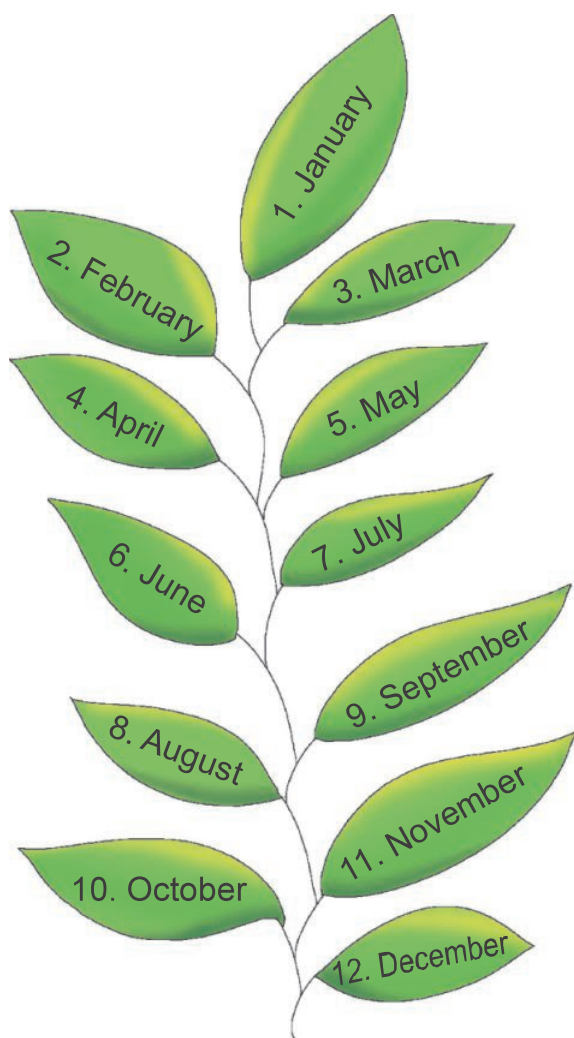 1. January
2. February
3. March
4. April
5. May
6. June
7. July
8. August
9. September
10. October
11. November
12. December